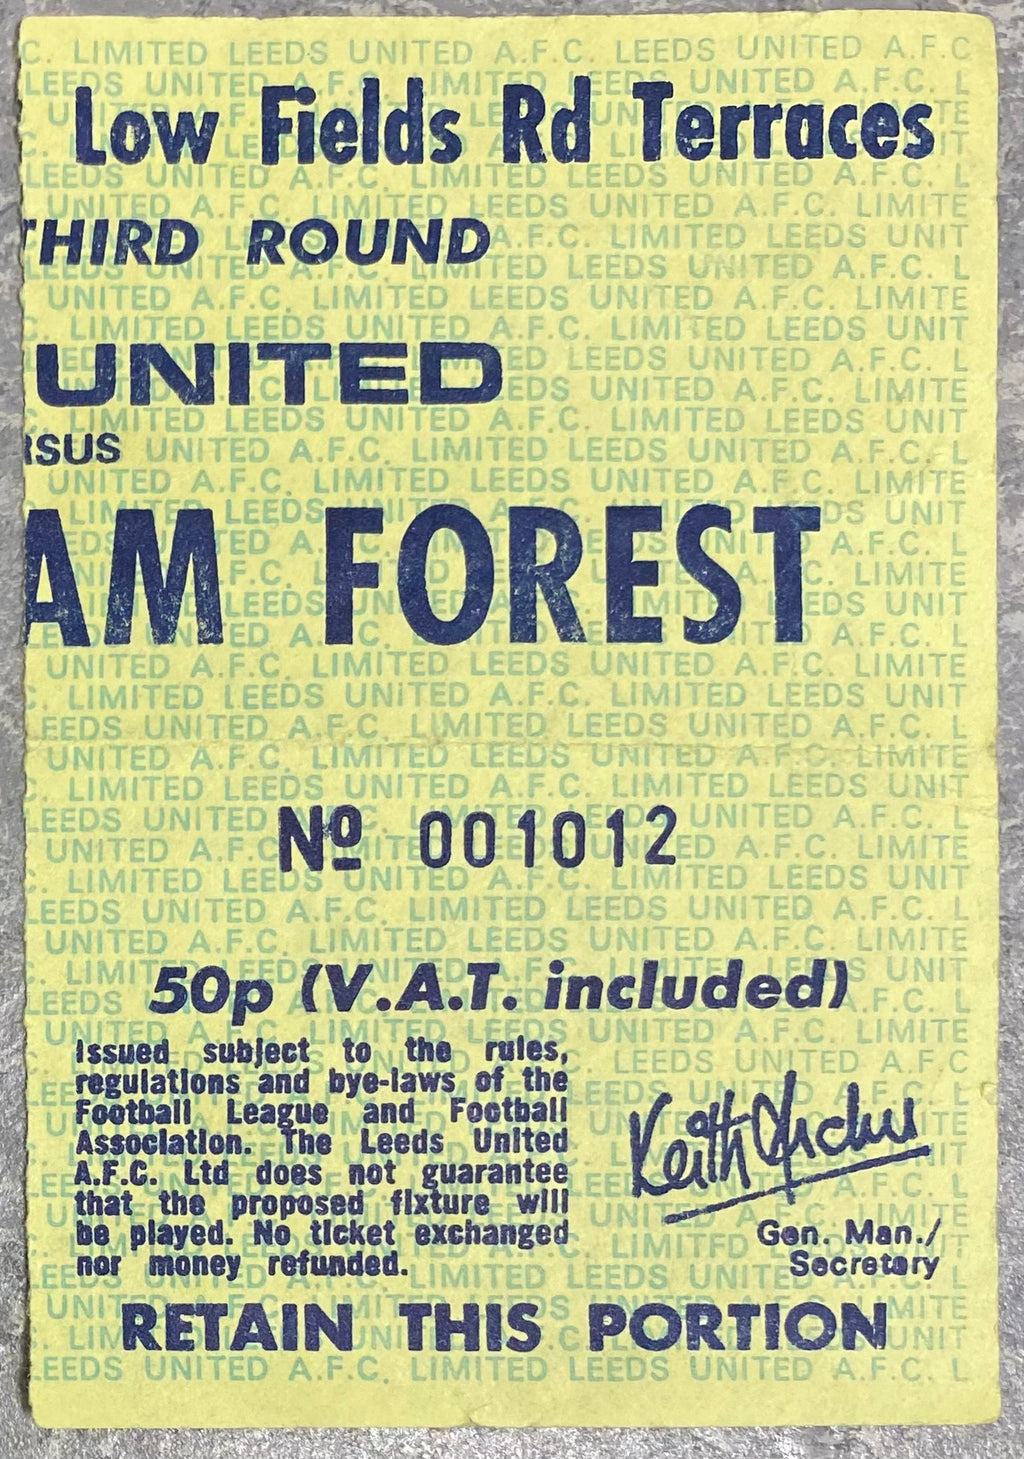 Low Fields Rd Terraces
THIRD ROUND
UNITED
RSUS
AM FOREST
Nº 001012
50p (V.A.T. included)
Issued subject to the rules,
regulations and bye-laws of the
Football League and Football
Association. The Leeds United
A.F.C. Ltd does not guarantee
that the proposed fixture will
be played. No ticket exchanged
nor money refunded.
Keith Archer
Gen. Man./
Secretary
RETAIN THIS PORTION